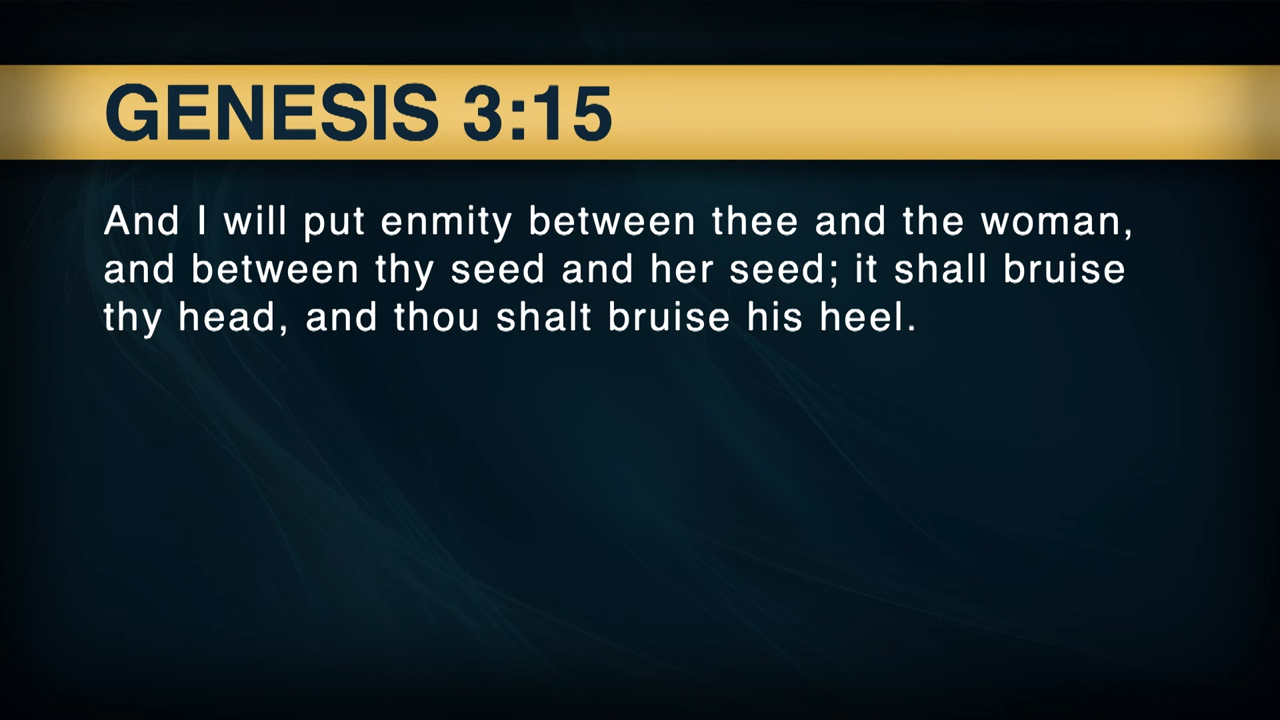 GENESIS 3:15
And I will put enmity between thee and the woman,
and between thy seed and her seed; it shall bruise
thy head, and thou shalt bruise his heel.